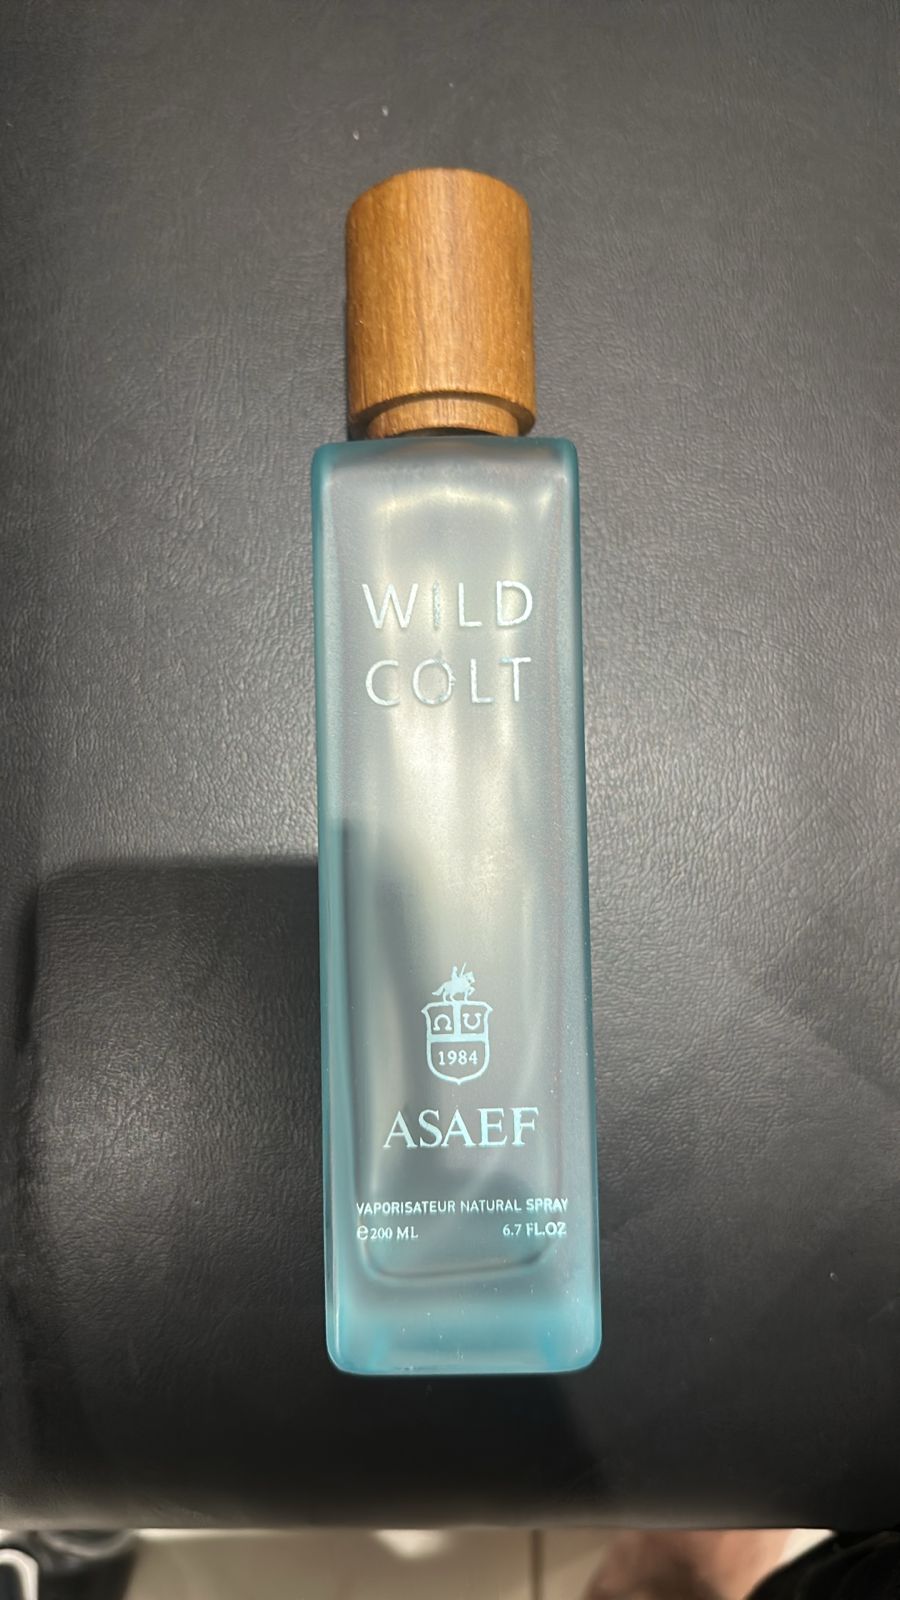 WILD
COLT
1984
ASAEF
VAPORISATEUR NATURAL SPRAY
℮200 ML 6.7 FL.OZ